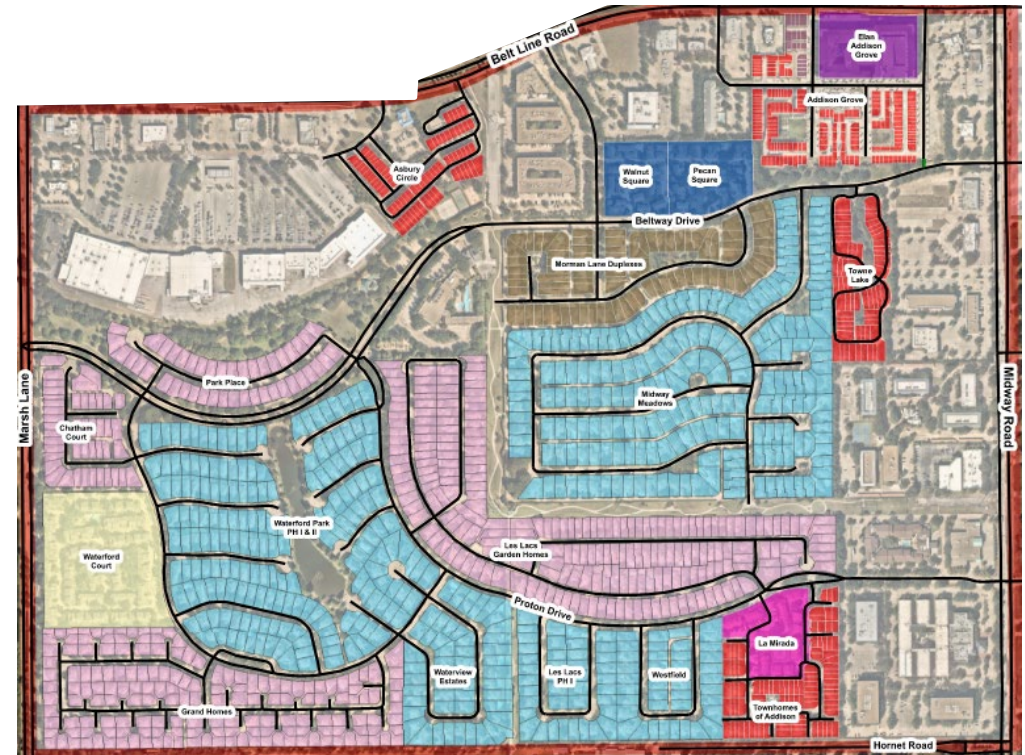 Belt Line Road
Elan
Addison
Grove
Addison Grove
Asbury
Circle
Walnut
Square
Pecan
Square
Beltway Drive
Morman Lane Duplexes
Towne
Lake
Park Place
Midway
Meadows
Marsh Lane
Midway Road
Chatham
Court
Waterford Park
PH I & II
Waterford
Court
Les Lacs
Garden Homes
Proton Drive
La Mirada
Waterview
Estates
Les Lacs
PH I
Westfield
Grand Homes
Townhomes
of Addison
Hornet Road